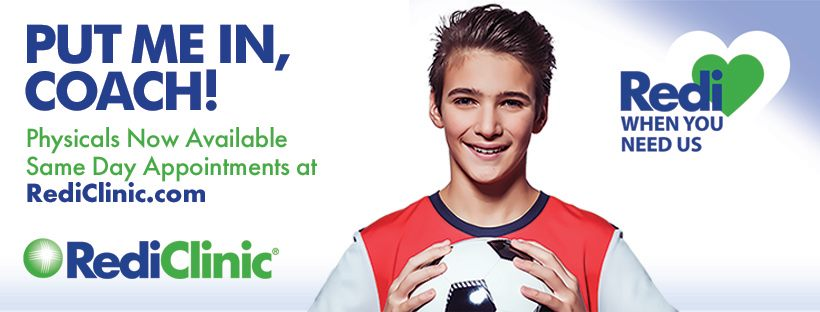 PUT ME IN,
COACH!
Physicals Now Available
Same Day Appointments at
RediClinic.com
RediClinic®
Redi
WHEN YOU
NEED US